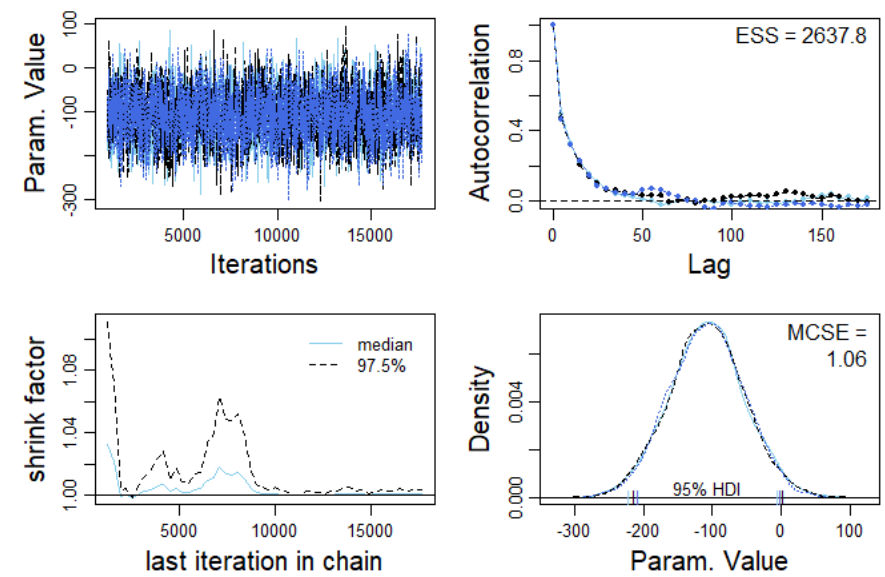 Param. Value
100
0
-100
-300
5000
10000
15000
Iterations
Autocorrelation
0.8
0.4
0.0
ESS = 2637.8
0
50
100
150
Lag
shrink factor
1.08
1.04
1.00
median
97.5%
5000
10000
15000
last iteration in chain
Density
0.004
0.000
MCSE =
1.06
95% HDI
-300
-200
-100
0
100
Param. Value